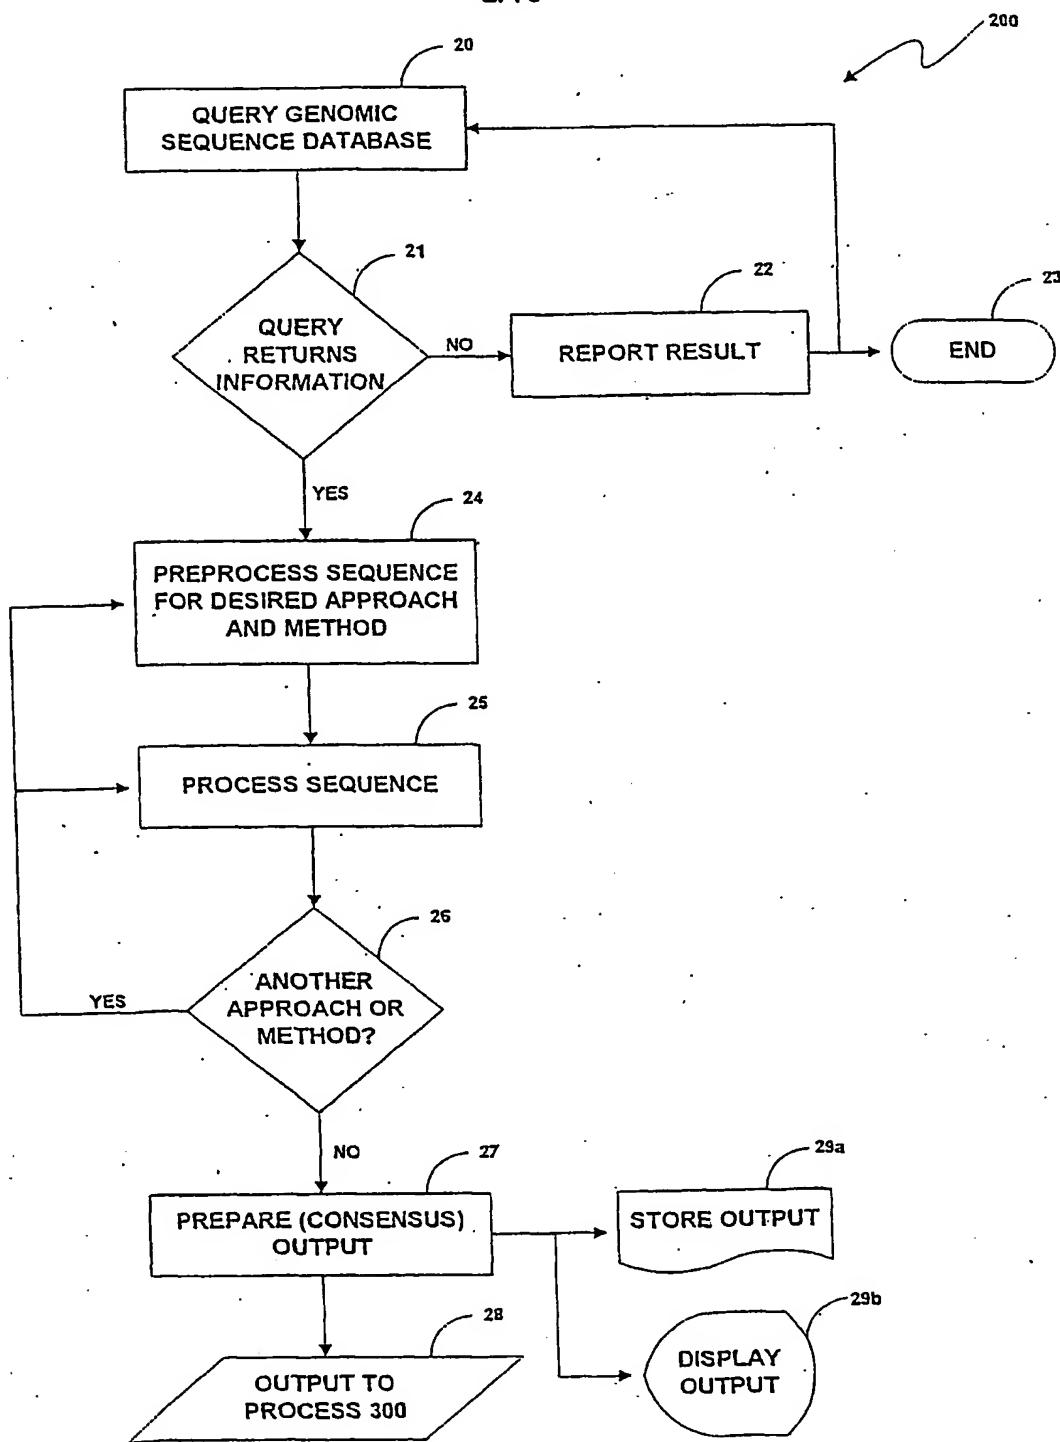 200
20
QUERY GENOMIC
SEQUENCE DATABASE
21
QUERY
RETURNS
INFORMATION
NO
22
REPORT RESULT
23
END
YES
24
PREPROCESS SEQUENCE
FOR DESIRED APPROACH
AND METHOD
25
PROCESS SEQUENCE
26
ANOTHER
APPROACH OR
METHOD?
YES
NO
27
PREPARE (CONSENSUS)
OUTPUT
29a
STORE OUTPUT
28
OUTPUT TO
PROCESS 300
29b
DISPLAY
OUTPUT